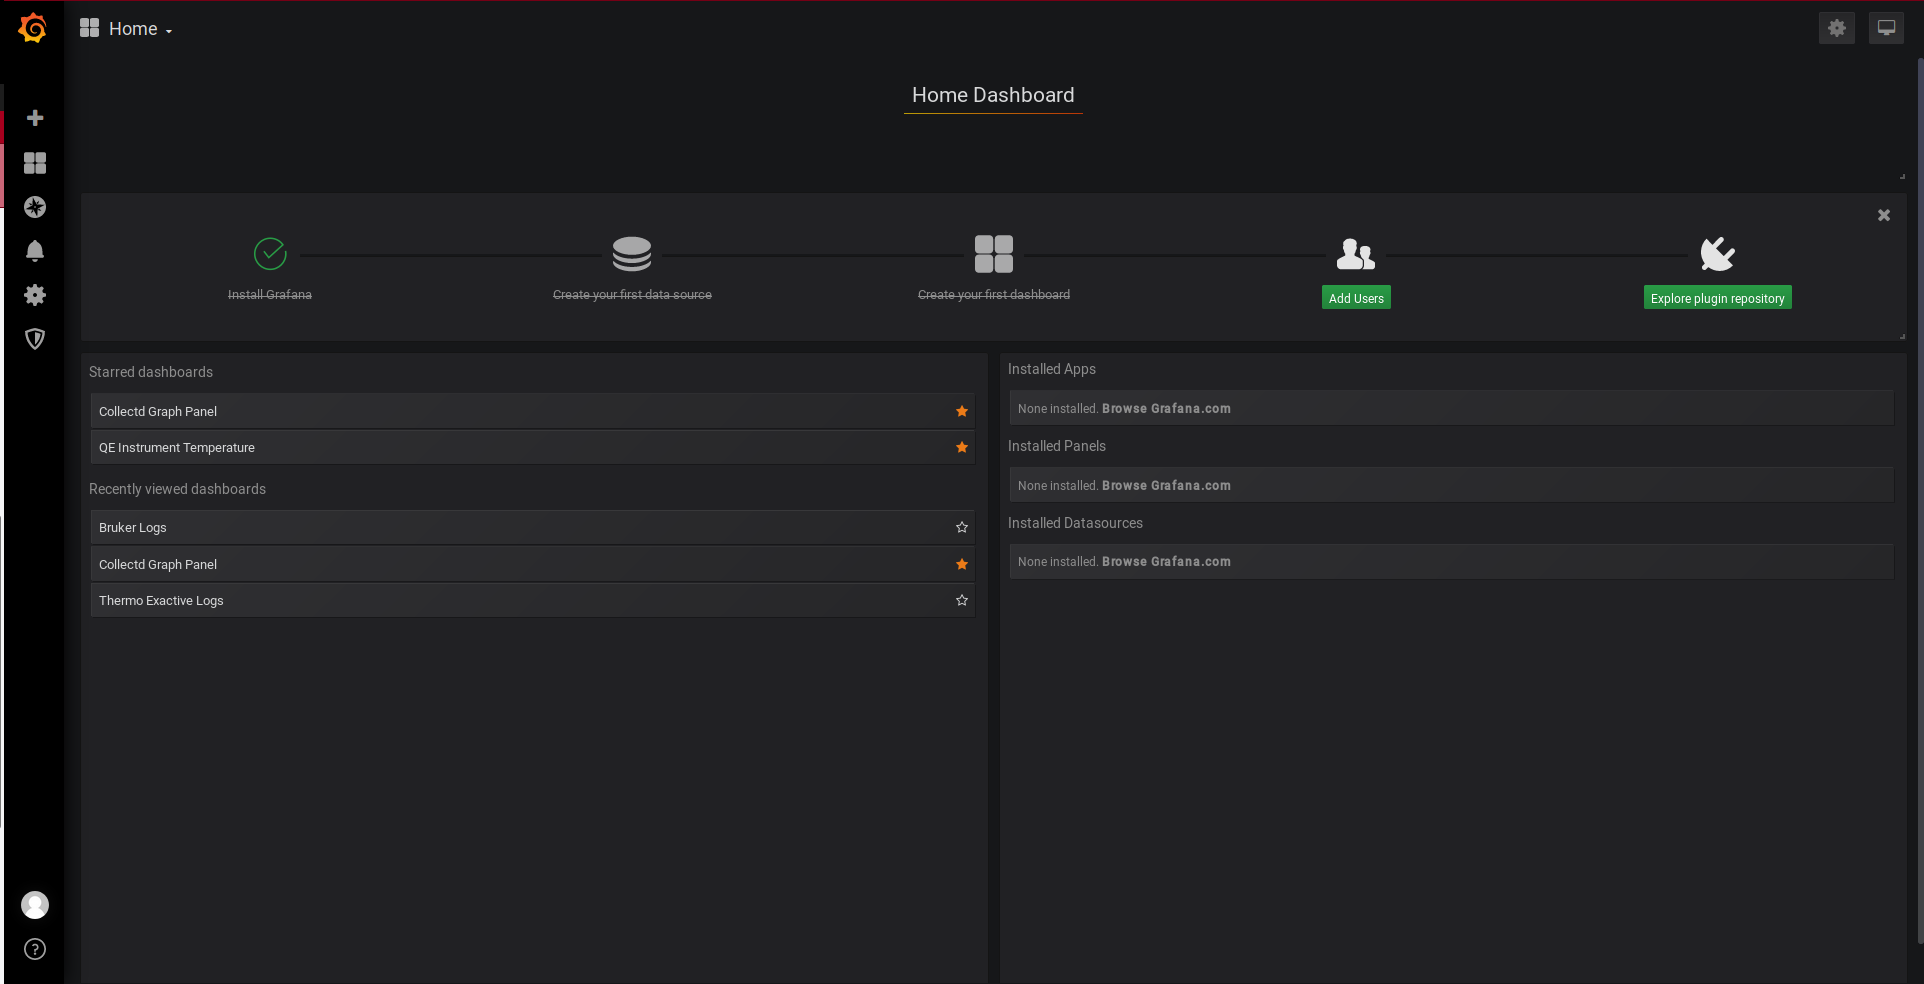 Home
Home Dashboard
Install Grafana
Create your first data source
Create your first dashboard
Add Users
Explore plugin repository
Starred dashboards
Collectd Graph Panel
QE Instrument Temperature
Recently viewed dashboards
Bruker Logs
Collectd Graph Panel
Thermo Exactive Logs
Installed Apps
None installed. Browse Grafana.com
Installed Panels
None installed. Browse Grafana.com
Installed Datasources
None installed. Browse Grafana.com